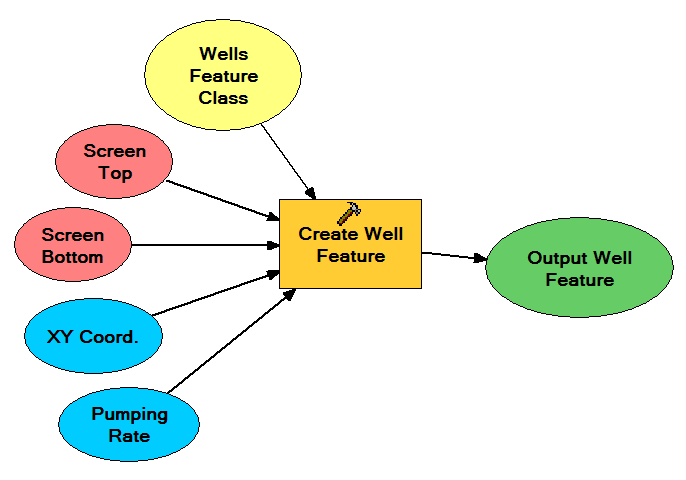 Wells
Feature
Class
Screen
Top
Screen
Bottom
Create Well
Feature
Output Well
Feature
XY Coord.
Pumping
Rate